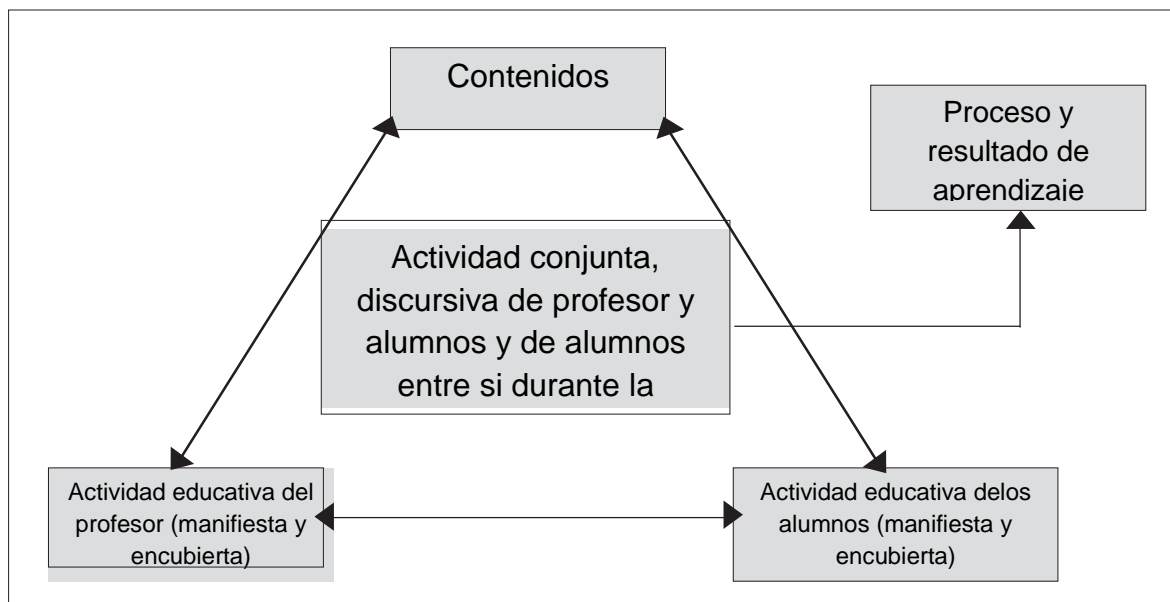 Contenidos
Proceso y
resultado de
aprendizaje
Actividad conjunta,
discursiva de profesor y
alumnos y de alumnos
entre si durante la
Actividad educativa del
profesor (manifiesta y
encubierta)
Actividad educativa delos
alumnos (manifiesta y
encubierta)